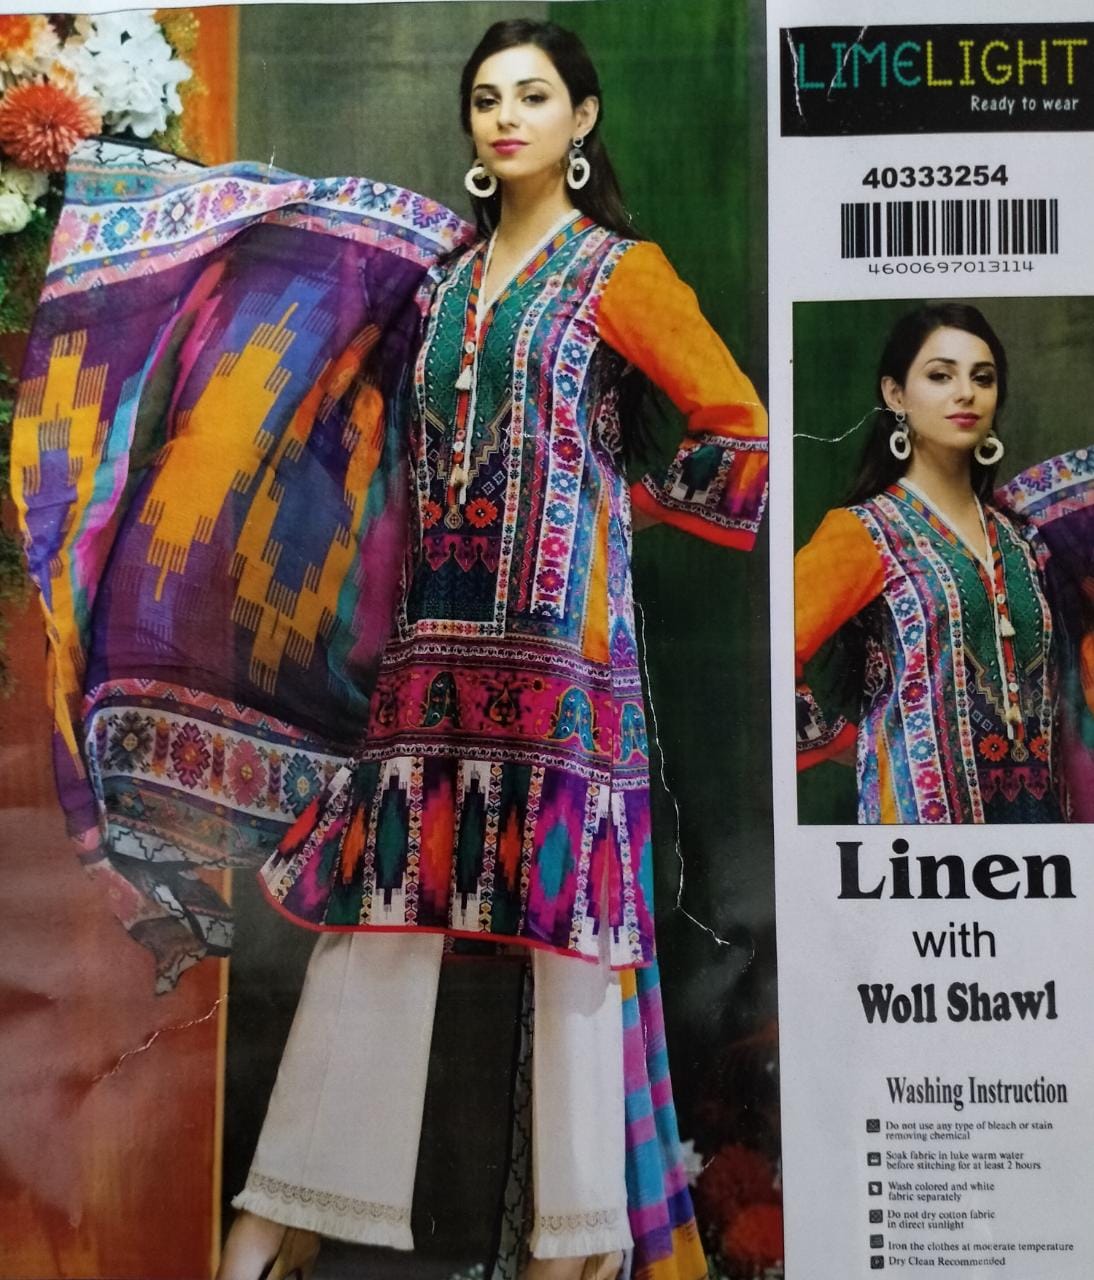 LIMELIGHT
Ready to wear
40333254
4600697013114
Linen
with
Woll Shawl
Washing Instruction
Do not use any type of bleach or stain
removing chemical
Soak fabric in luke warm water
before stitching for at least 2 hours
Wash colored and white
fabric separately
Do not dry cotton fabric
in direct sunlight
Iron the clothes at mocerate temperature
Dry Clean Recommended